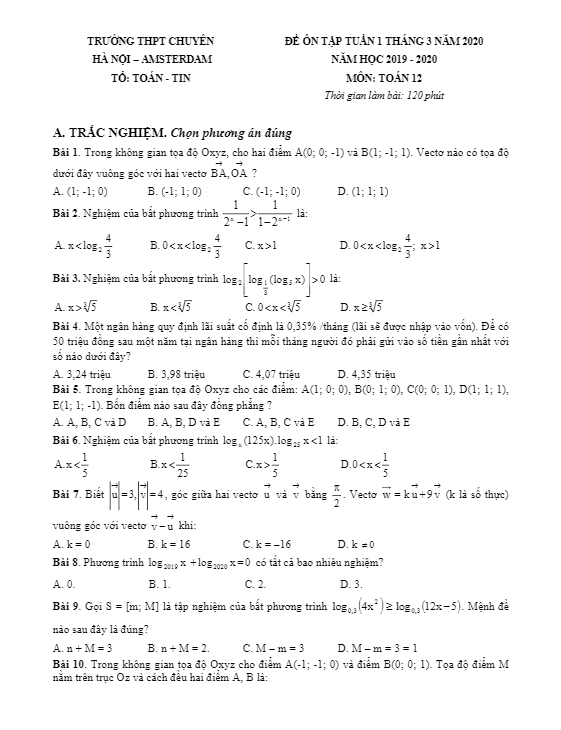 TRƯỜNG THPT CHUYÊN
HÀ NỘI – AMSTERDAM
TỔ: TOÁN - TIN
ĐỀ ÔN TẬP TUẦN 1 THÁNG 3 NĂM 2020
NĂM HỌC 2019 - 2020
MÔN: TOÁN 12
Thời gian làm bài: 120 phút
A. TRẮC NGHIỆM. Chọn phương án đúng
Bài 1. Trong không gian tọa độ Oxyz, cho hai điểm A(0; 0; -1) và B(1; -1; 1). Vectơ nào có tọa độ
dưới đây vuông góc với hai vectơ $\overrightarrow{BA}, \overrightarrow{OA}$ ?
A. (1; -1; 0) B. (-1; 1; 0) C. (-1; -1; 0) D. (1; 1; 1)
Bài 2. Nghiệm của bất phương trình $\frac{1}{2^x-1} > \frac{1}{1-2^{x-1}}$ là:
A. $x < \log_2 \frac{4}{3}$ B. $0 < x < \log_2 \frac{4}{3}$ C. x > 1 D. $0 < x < \log_2 \frac{4}{3}$; x > 1
Bài 3. Nghiệm của bất phương trình $\log_2\left[\log_{\frac{1}{3}}(\log_5 x)\right] > 0$ là:
A. $x > \sqrt[3]{5}$ B. $x < \sqrt[3]{5}$ C. $0 < x < \sqrt[3]{5}$ D. $x \ge \sqrt[3]{5}$
Bài 4. Một ngân hàng quy định lãi suất cố định là 0,35% /tháng (lãi sẽ được nhập vào vốn). Để có
50 triệu đồng sau một năm tại ngân hàng thì mỗi tháng người đó phải gửi vào số tiền gần nhất với
số nào dưới đây?
A. 3,24 triệu B. 3,98 triệu C. 4,07 triệu D. 4,35 triệu
Bài 5. Trong không gian tọa độ Oxyz cho các điểm: A(1; 0; 0), B(0; 1; 0), C(0; 0; 1), D(1; 1; 1),
E(1; 1; -1). Bốn điểm nào sau đây đồng phẳng ?
A. A, B, C và D B. A, B, D và E C. A, B, C và E D. B, C, D và E
Bài 6. Nghiệm của bất phương trình $\log_x(125x).\log_{25} x < 1$ là:
A. $x < \frac{1}{5}$ B. $x < \frac{1}{25}$ C. $x > \frac{1}{5}$ D. $0 < x < \frac{1}{5}$
Bài 7. Biết $|\vec{u}| = 3, |\vec{v}| = 4$, góc giữa hai vectơ $\vec{u}$ và $\vec{v}$ bằng $\frac{\pi}{2}$. Vectơ $\vec{w} = k\vec{u} + 9\vec{v}$ (k là số thực)
vuông góc với vectơ $\vec{v} - \vec{u}$ khi:
A. k = 0 B. k = 16 C. k = –16 D. k ≠ 0
Bài 8. Phương trình $\log_{2019} x + \log_{2020} x = 0$ có tất cả bao nhiêu nghiệm?
A. 0. B. 1. C. 2. D. 3.
Bài 9. Gọi S = [m; M] là tập nghiệm của bất phương trình $\log_{0,3}(4x^2) \ge \log_{0,3}(12x-5)$. Mệnh đề
nào sau đây là đúng?
A. n + M = 3 B. n + M = 2. C. M – m = 3 D. M – m = 3 = 1
Bài 10. Trong không gian tọa độ Oxyz cho điểm A(-1; -1; 0) và điểm B(0; 0; 1). Tọa độ điểm M
nằm trên trục Oz và cách đều hai điểm A, B là: